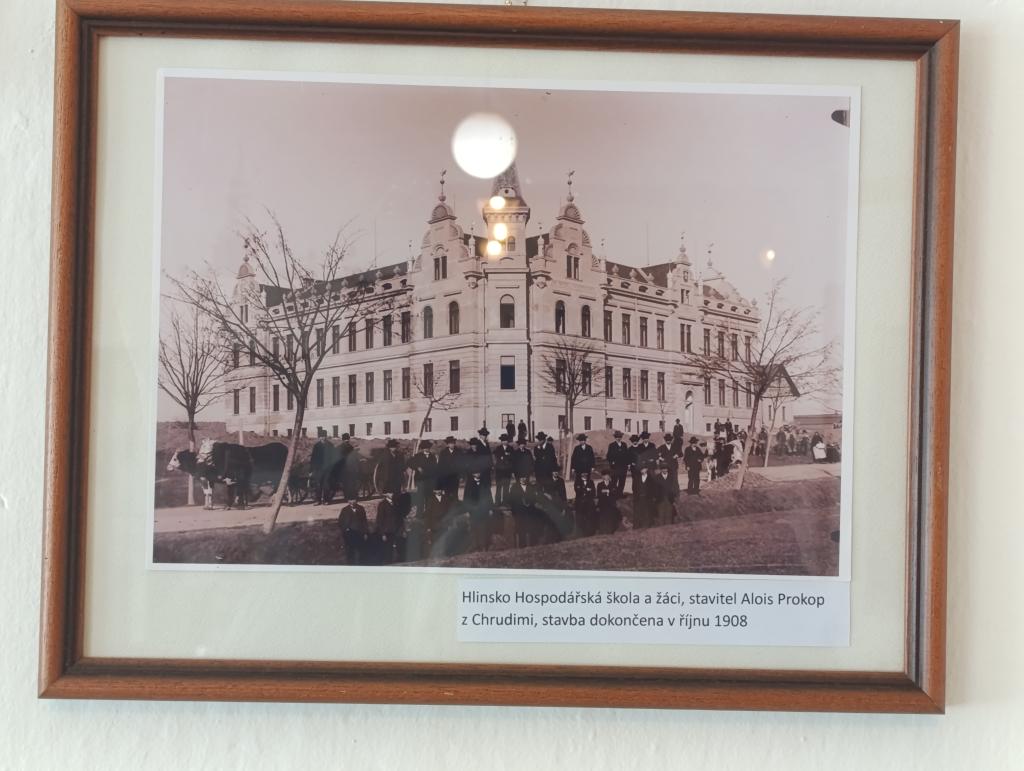 Hlinsko Hospodářská škola a žáci, stavitel Alois Prokop
z Chrudimi, stavba dokončena v říjnu 1908